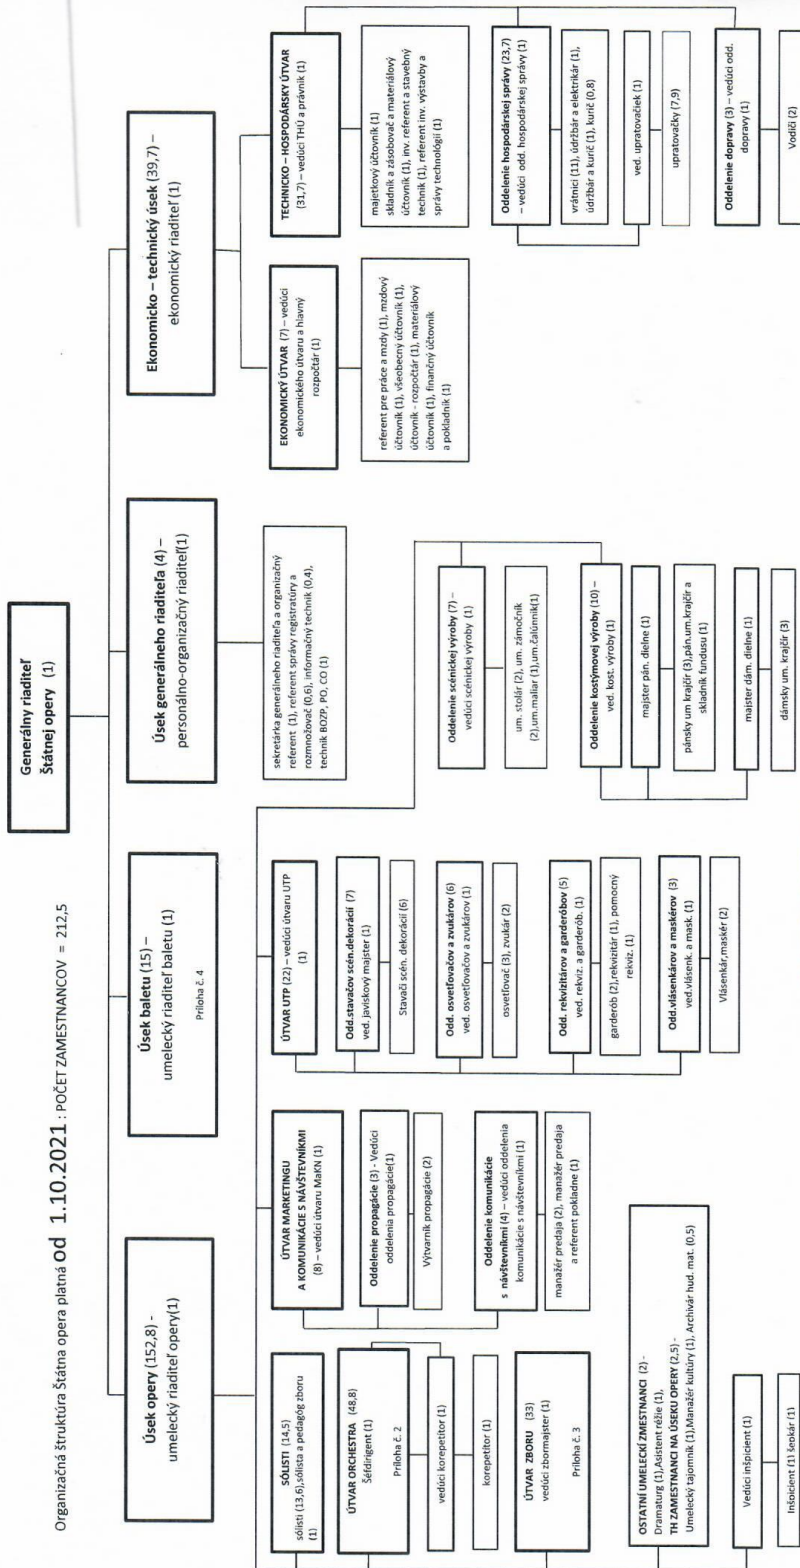 Organizačná štruktúra Štátna opera platná od 1.10.2021 : POČET ZAMESTNANCOV = 212,5
Generálny riaditeľ
Štátnej opery (1)
Úsek opery (152,8) -
umelecký riaditeľ opery(1)
Úsek baletu (15) –
umelecký riaditeľ baletu (1)
Príloha č. 4
Úsek generálneho riaditeľa (4) –
personálno-organizačný riaditeľ(1)
Ekonomicko – technický úsek (39,7) –
ekonomický riaditeľ (1)
SÓLISTI (14,5)
sólisti (13,6),sólista a pedagóg zboru
(1)
ÚTVAR ORCHESTRA (48,8)
Šéfdirigent (1)
Príloha č. 2
vedúci korepetítor (1)
korepetítor (1)
ÚTVAR ZBORU (33)
vedúci zbormajster (1)
Príloha č. 3
OSTATNÍ UMELECKÍ ZMESTNANCI (2) -
Dramaturg (1),Asistent réžie (1),
TH ZAMESTNANCI NA ÚSEKU OPERY (2,5) -
Umelecký tajomník (1),Manažér kultúry (1), Archivár hud. mat. (0,5)
Vedúci inšpicient (1)
Inšpicient (1) šepkár (1)
ÚTVAR MARKETINGU
A KOMUNIKÁCIE S NÁVŠTEVNÍKMI
(8) – vedúci útvaru MaKN (1)
Oddelenie propagácie (3) - Vedúci
oddelenia propagácie(1)
Výtvarník propagácie (2)
Oddelenie komunikácie
s návštevníkmi (4) – vedúci oddelenia
komunikácie s návštevníkmi (1)
manažér predaja (2), manažér predaja
a referent pokladne (1)
ÚTVAR UTP (22) – vedúci útvaru UTP
(1)
Odd.stavačov scén.dekorácií (7)
ved. javiskový majster (1)
Stavači scén. dekorácií (6)
Odd. osvetľovačov a zvukárov (6)
ved. osvetľovačov a zvukárov (1)
osvetľovač (3), zvukár (2)
Odd. rekvizitárov a garderóbov (5)
ved. rekviz. a garderób. (1)
garderób (2),rekvizitár (1), pomocný
rekviz. (1)
Odd.vlásenkárov a maskérov (3)
ved.vlásenk. a mask. (1)
Vlásenkár,maskér (2)
sekretárka generálneho riaditeľa a organizačný
referent (1), referent správy registratúry a
rozmnožovač (0,6), informačný technik (0,4),
technik BOZP, PO, CO (1)
Oddelenie scénickej výroby (7) –
vedúci scénickej výroby (1)
um. stolár (2), um. zámočník
(2),um.maliar (1),um.čalúnnik(1)
Oddelenie kostýmovej výroby (10) –
ved. kost. výroby (1)
majster pán. dielne (1)
pánsky um krajčír (3),pán.um.krajčír a
skladník fundusu (1)
majster dám. dielne (1)
dámsky um. krajčír (3)
EKONOMICKÝ ÚTVAR (7) – vedúci
ekonomického útvaru a hlavný
rozpočtár (1)
referent pre práce a mzdy (1), mzdový
účtovník (1), všeobecný účtovník (1),
účtovník - rozpočtár (1), materiálový
účtovník (1), finančný účtovník
a pokladník (1)
TECHNICKO – HOSPODÁRSKY ÚTVAR
(31,7) – vedúci THÚ a právnik (1)
majetkový účtovník (1)
skladník a zásobovač a materiálový
účtovník (1), inv. referent a stavebný
technik (1), referent inv. výstavby a
správy technológií (1)
Oddelenie hospodárskej správy (23,7)
– vedúci odd. hospodárskej správy (1)
vrátnici (11), údržbár a elektrikár (1),
údržbár a kurič (1), kurič (0,8)
ved. upratovačiek (1)
upratovačky (7,9)
Oddelenie dopravy (3) – vedúci odd.
dopravy (1)
Vodiči (2)